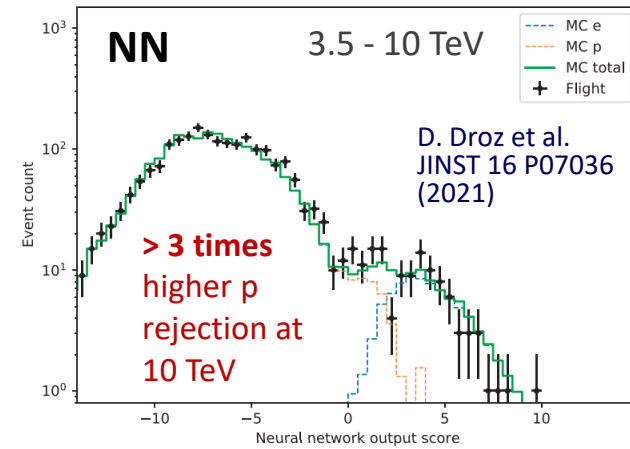 NN
3.5 - 10 TeV
MC e
MC p
MC total
Flight
D. Droz et al.
JINST 16 P07036
(2021)
> 3 times
higher p
rejection at
10 TeV
Event count
10³
10²
10¹
10⁰
−10
−5
0
5
10
Neural network output score